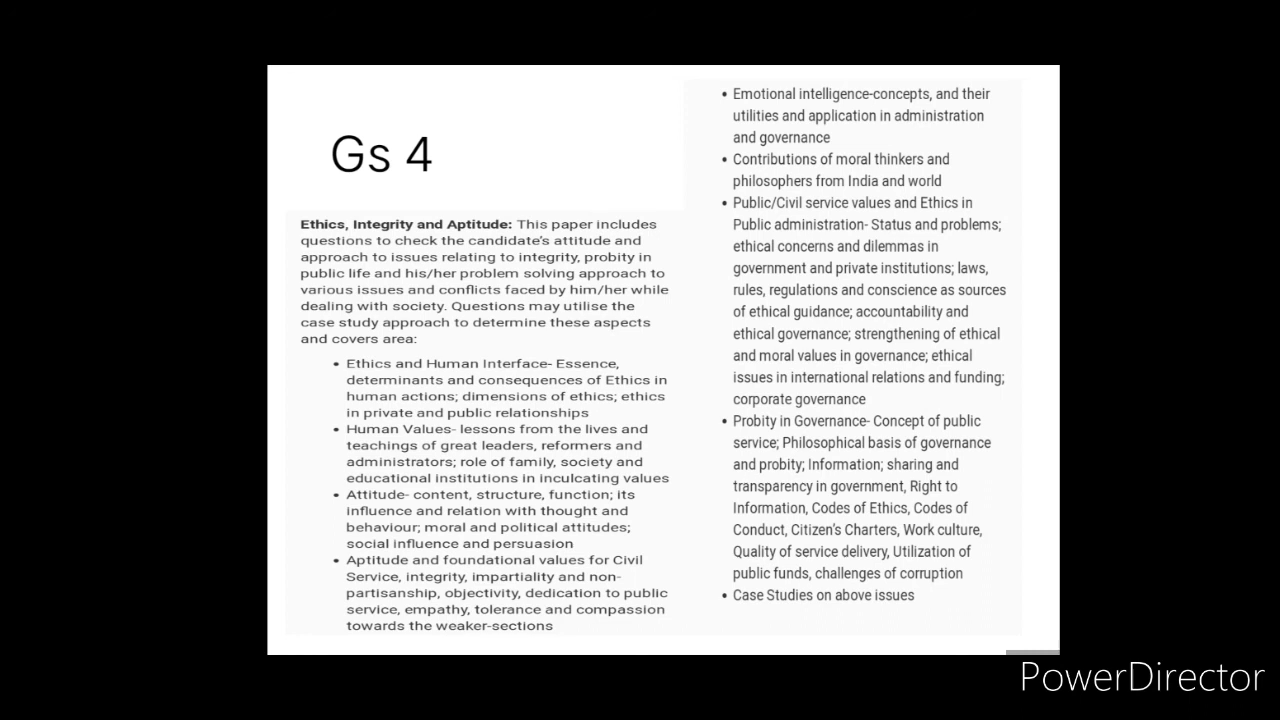 Gs 4
Ethics, Integrity and Aptitude: This paper includes
questions to check the candidate's attitude and
approach to issues relating to integrity, probity in
public life and his/her problem solving approach to
various issues and conflicts faced by him/her while
dealing with society. Questions may utilise the
case study approach to determine these aspects
and covers area:
• Ethics and Human Interface- Essence,
determinants and consequences of Ethics in
human actions; dimensions of ethics; ethics
in private and public relationships
• Human Values- lessons from the lives and
teachings of great leaders, reformers and
administrators; role of family, society and
educational institutions in inculcating values
• Attitude- content, structure, function; its
influence and relation with thought and
behaviour; moral and political attitudes;
social influence and persuasion
• Aptitude and foundational values for Civil
Service, integrity, impartiality and non-
partisanship, objectivity, dedication to public
service, empathy, tolerance and compassion
towards the weaker-sections
• Emotional intelligence-concepts, and their
utilities and application in administration
and governance
• Contributions of moral thinkers and
philosophers from India and world
• Public/Civil service values and Ethics in
Public administration- Status and problems;
ethical concerns and dilemmas in
government and private institutions; laws,
rules, regulations and conscience as sources
of ethical guidance; accountability and
ethical governance; strengthening of ethical
and moral values in governance; ethical
issues in international relations and funding;
corporate governance
• Probity in Governance- Concept of public
service; Philosophical basis of governance
and probity; Information; sharing and
transparency in government, Right to
Information, Codes of Ethics, Codes of
Conduct, Citizen's Charters, Work culture,
Quality of service delivery, Utilization of
public funds, challenges of corruption
• Case Studies on above issues
PowerDirector